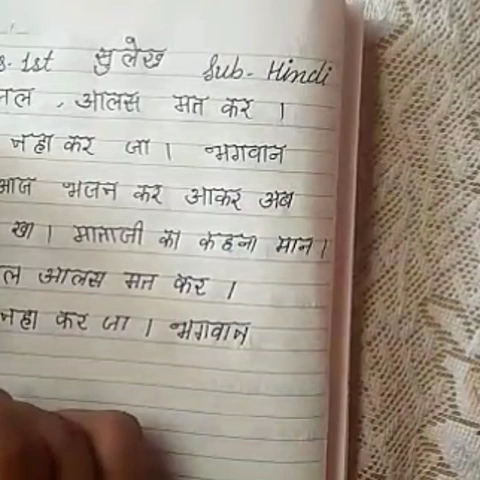 1st सुलेख Sub- Hindi
आलस मत कर ।
नहा कर जा । भगवान
आज भजन कर आकर अब
खा । माताजी का कहना मान ।
ल आलस मत कर ।
नहा कर जा । भगवान